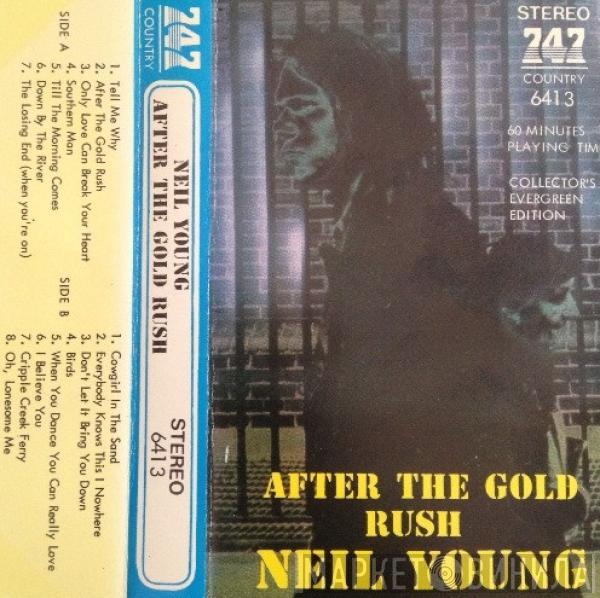 SIDE A
1. Tell Me Why
2. After The Gold Rush
3. Only Love Can Break Your Heart
4. Southern Man
5. Till The Morning Comes
6. Down By The River
7. The Losing End (when you're on)
SIDE B
1. Cowgirl In The Sand
2. Everybody Knows This I Nowhere
3. Don't Let It Bring You Down
4. Birds
5. When You Dance You Can Really Love
6. I Believe You
7. Cripple Creek Ferry
8. Oh, Lonesome Me
747
COUNTRY
NEIL YOUNG
AFTER THE GOLD RUSH
STEREO
6413
STEREO
747
COUNTRY
6413
60 MINUTES
PLAYING TIM
COLLECTOR'S
EVERGREEN
EDITION
AFTER THE GOLD
RUSH
NEIL YOUNG
МАРКЕТ ВИНИЛА